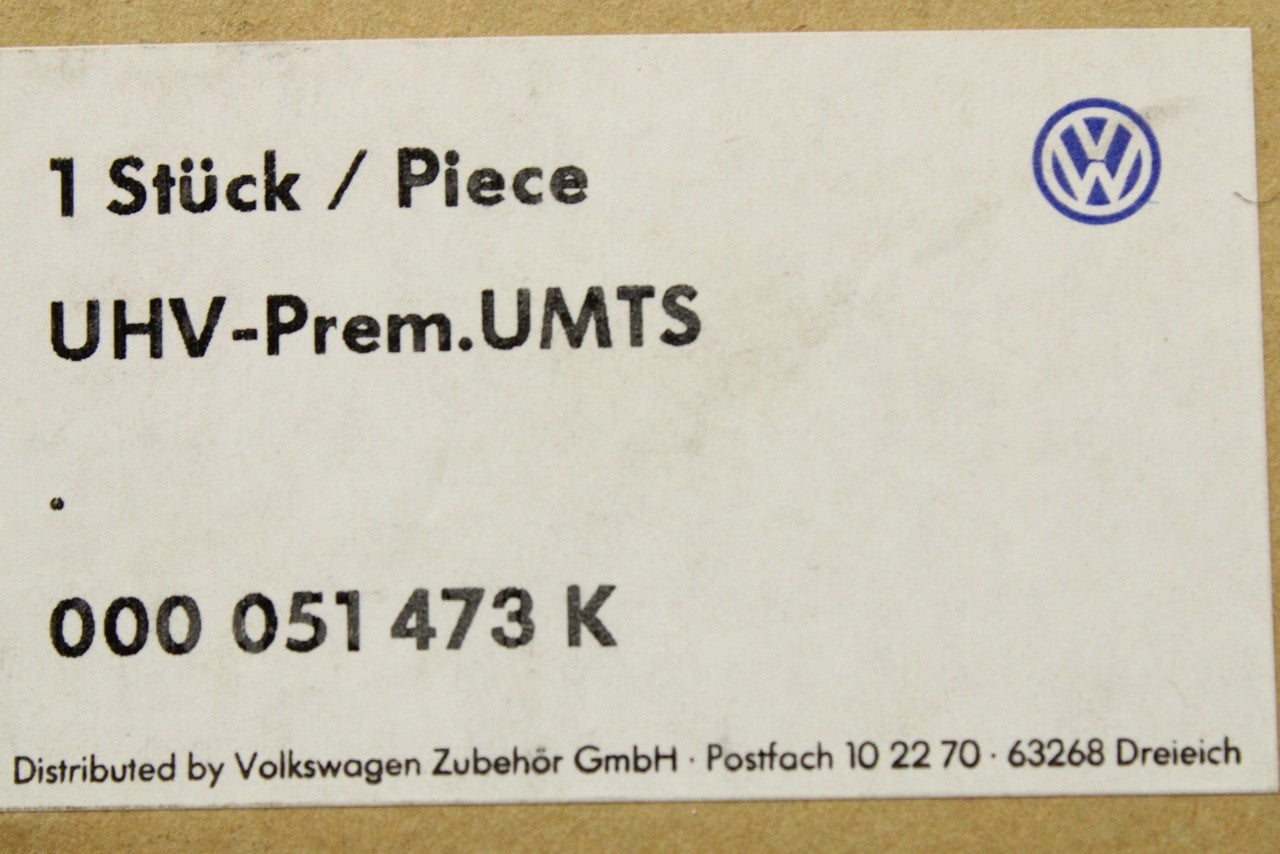 1 Stück / Piece
UHV-Prem.UMTS
.
000 051 473 K
Distributed by Volkswagen Zubehör GmbH · Postfach 10 22 70 · 63268 Dreieich